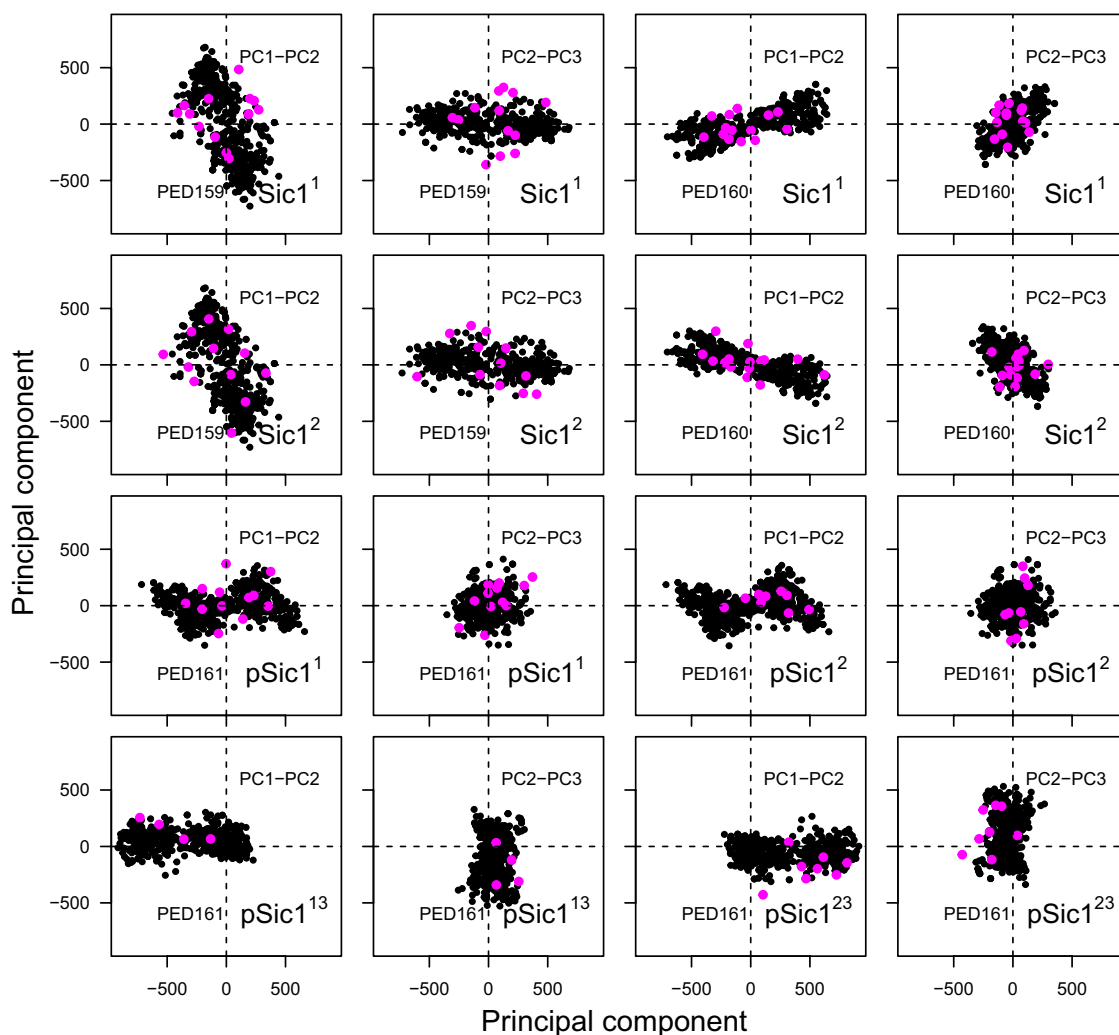 PC1−PC2 PC2−PC3 PC1−PC2 PC2−PC3
500
0
−500
PED159 Sic1¹ PED159 Sic1¹ PED160 Sic1¹ PED160 Sic1¹
PC1−PC2 PC2−PC3 PC1−PC2 PC2−PC3
500
0
−500
PED159 Sic1² PED159 Sic1² PED160 Sic1² PED160 Sic1²
PC1−PC2 PC2−PC3 PC1−PC2 PC2−PC3
500
0
−500
PED161 pSic1¹ PED161 pSic1¹ PED161 pSic1² PED161 pSic1²
PC1−PC2 PC2−PC3 PC1−PC2 PC2−PC3
500
0
−500
PED161 pSic1¹³ PED161 pSic1¹³ PED161 pSic1²³ PED161 pSic1²³
−500 0 500 −500 0 500 −500 0 500 −500 0 500
Principal component
Principal component